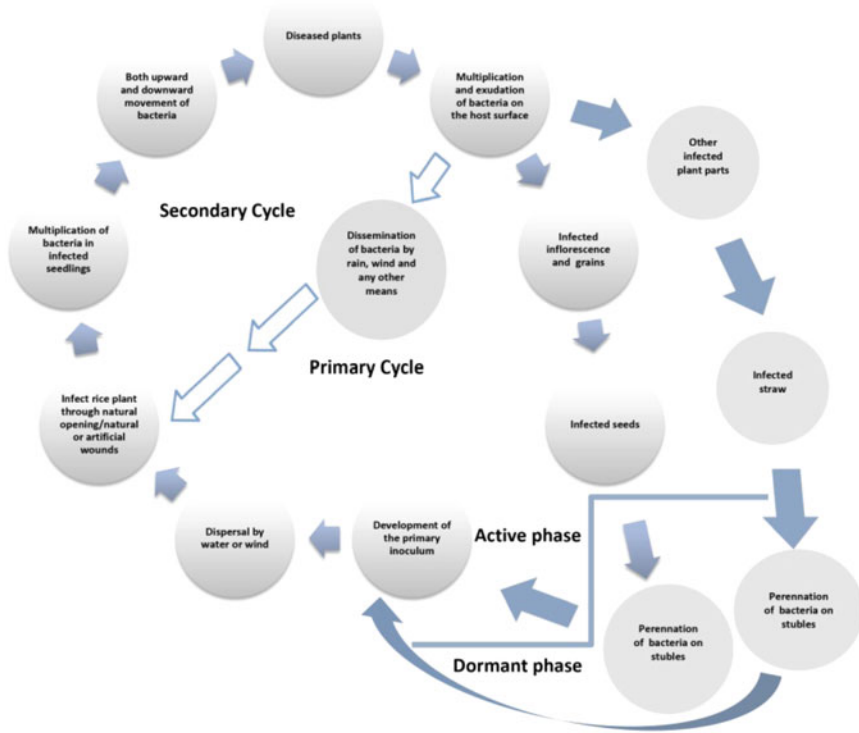 Diseased plants
Both upward
and downward
movement of
bacteria
Multiplication
and exudation
of bacteria on
the host surface
Other
infected
plant parts
Secondary Cycle
Multiplication of
bacteria in
infected
seedlings
Dissemination
of bacteria by
rain, wind and
any other
means
Infected
inflorescence
and grains
Primary Cycle
Infected
straw
Infect rice plant
through natural
opening/natural
or artificial
wounds
Infected seeds
Dispersal by
water or wind
Development of
the primary
inoculum
Active phase
Perennation
of bacteria on
stubles
Perennation
of bacteria on
stubles
Dormant phase